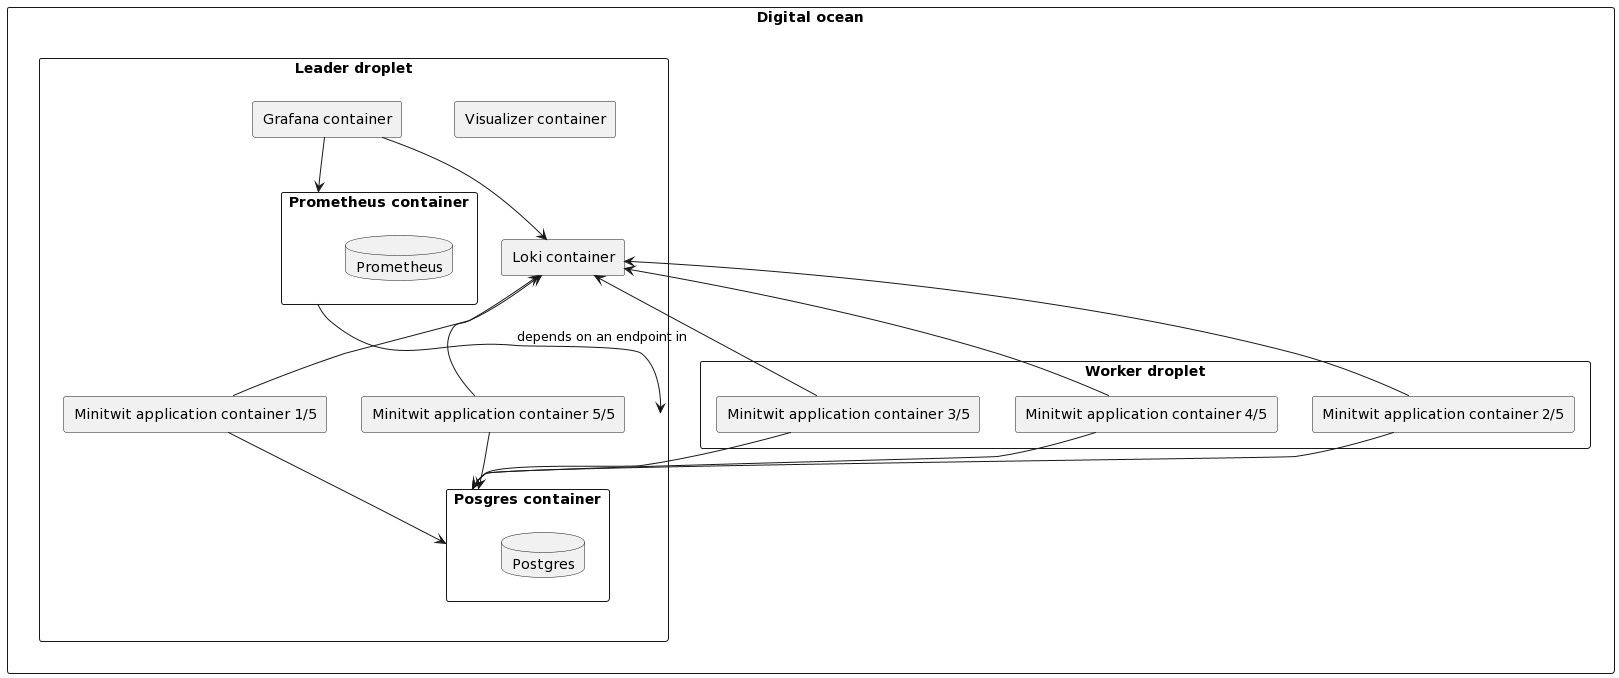 Digital ocean
Leader droplet
Grafana container
Visualizer container
Prometheus container
Prometheus
Loki container
depends on an endpoint in
Worker droplet
Minitwit application container 1/5
Minitwit application container 5/5
Minitwit application container 3/5
Minitwit application container 4/5
Minitwit application container 2/5
Posgres container
Postgres